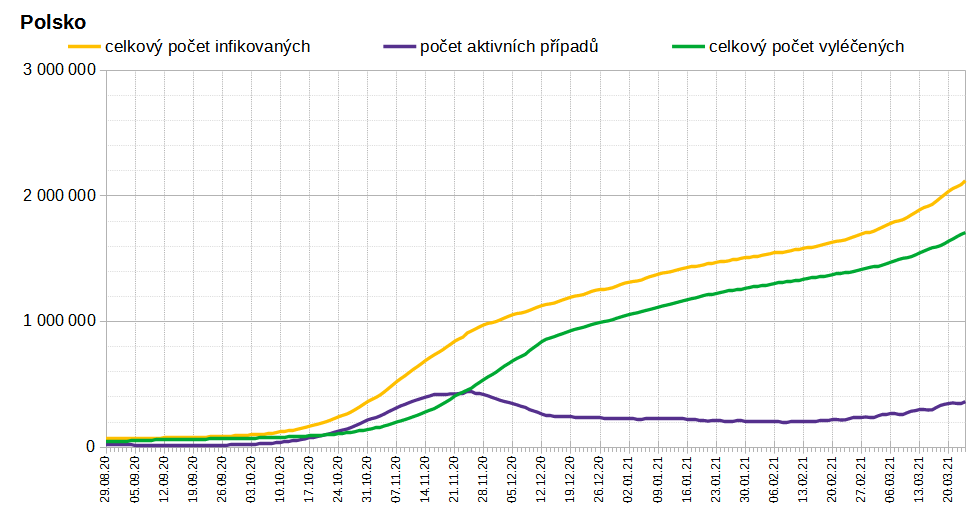 Polsko
celkový počet infikovaných počet aktivních případů celkový počet vyléčených
3 000 000
2 000 000
1 000 000
0
29.08.20 05.09.20 12.09.20 19.09.20 26.09.20 03.10.20 10.10.20 17.10.20 24.10.20 31.10.20 07.11.20 14.11.20 21.11.20 28.11.20 05.12.20 12.12.20 19.12.20 26.12.20 02.01.21 09.01.21 16.01.21 23.01.21 30.01.21 06.02.21 13.02.21 20.02.21 27.02.21 06.03.21 13.03.21 20.03.21